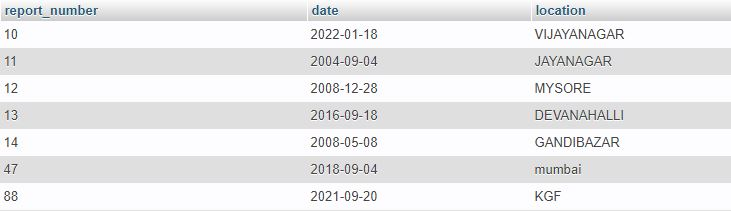 report_number date location
10 2022-01-18 VIJAYANAGAR
11 2004-09-04 JAYANAGAR
12 2008-12-28 MYSORE
13 2016-09-18 DEVANAHALLI
14 2008-05-08 GANDIBAZAR
47 2018-09-04 mumbai
88 2021-09-20 KGF